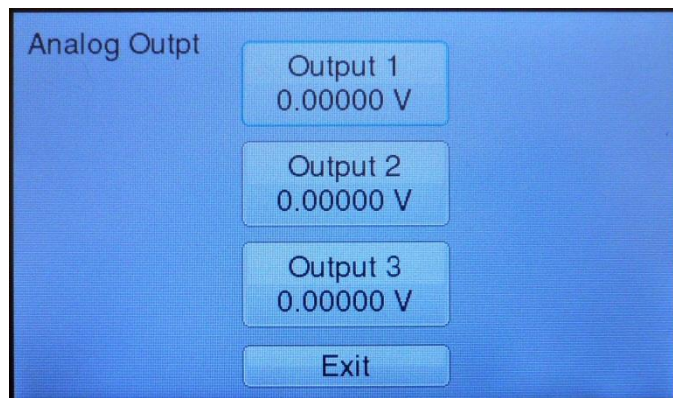 Analog Outpt
Output 1
0.00000 V
Output 2
0.00000 V
Output 3
0.00000 V
Exit